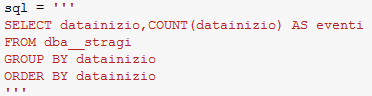 sql = '''
SELECT datainizio,COUNT(datainizio) AS eventi
FROM dba__stragi
GROUP BY datainizio
ORDER BY datainizio
'''